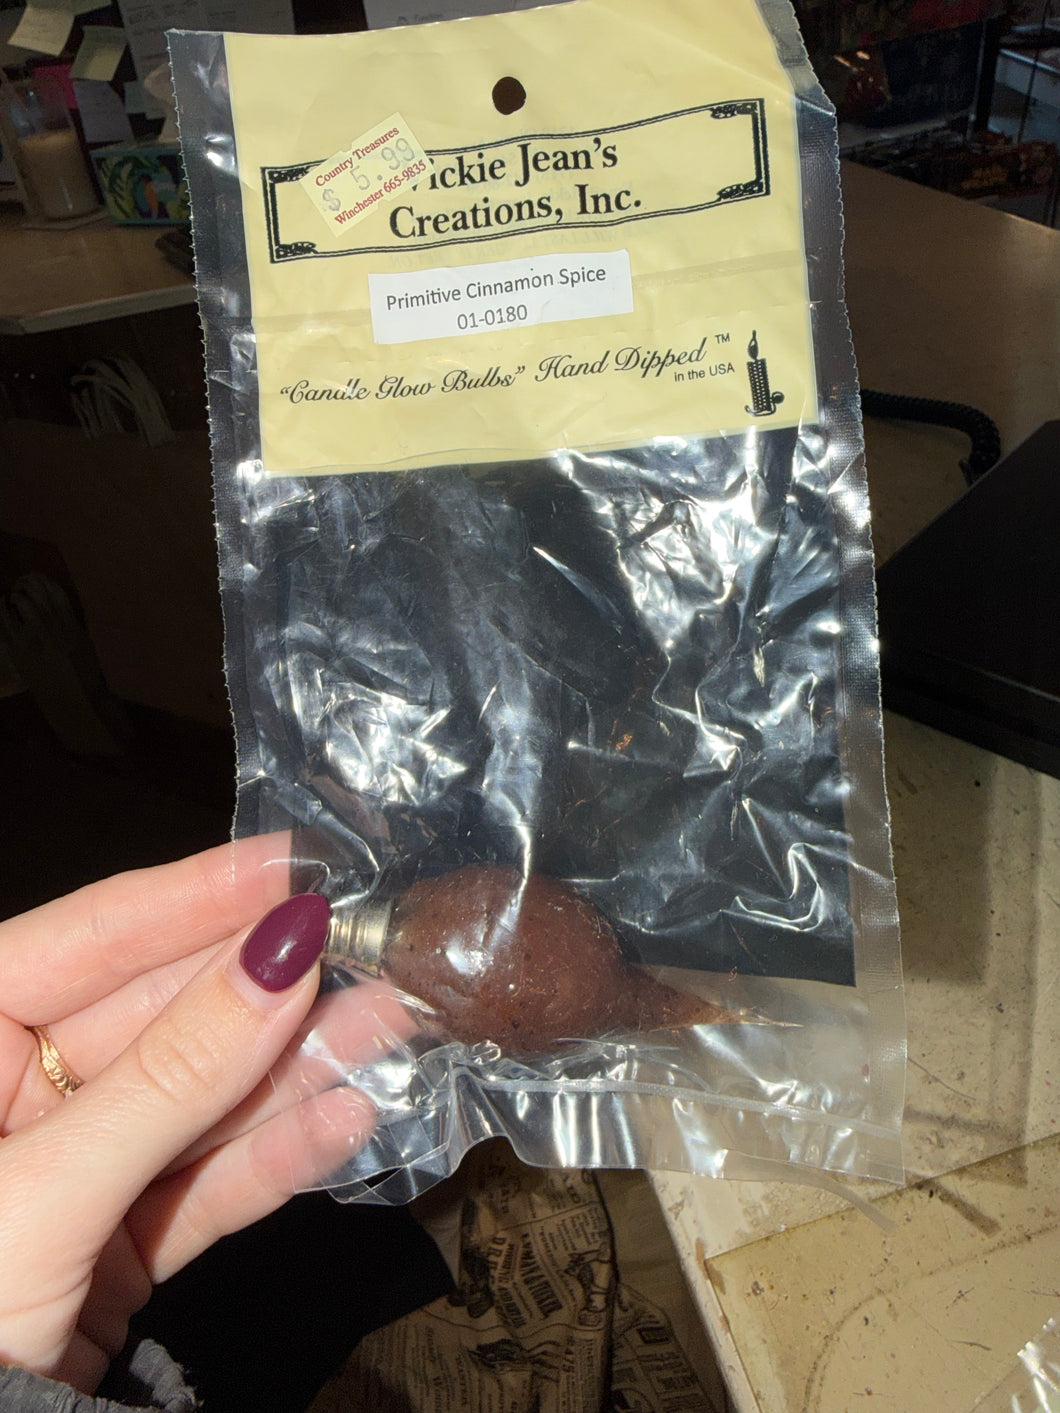 Country Treasures
$ 5.99
Winchester 665-9835
Vickie Jean's
Creations, Inc.
Primitive Cinnamon Spice
01-0180
"Candle Glow Bulbs" Hand Dipped™
in the USA